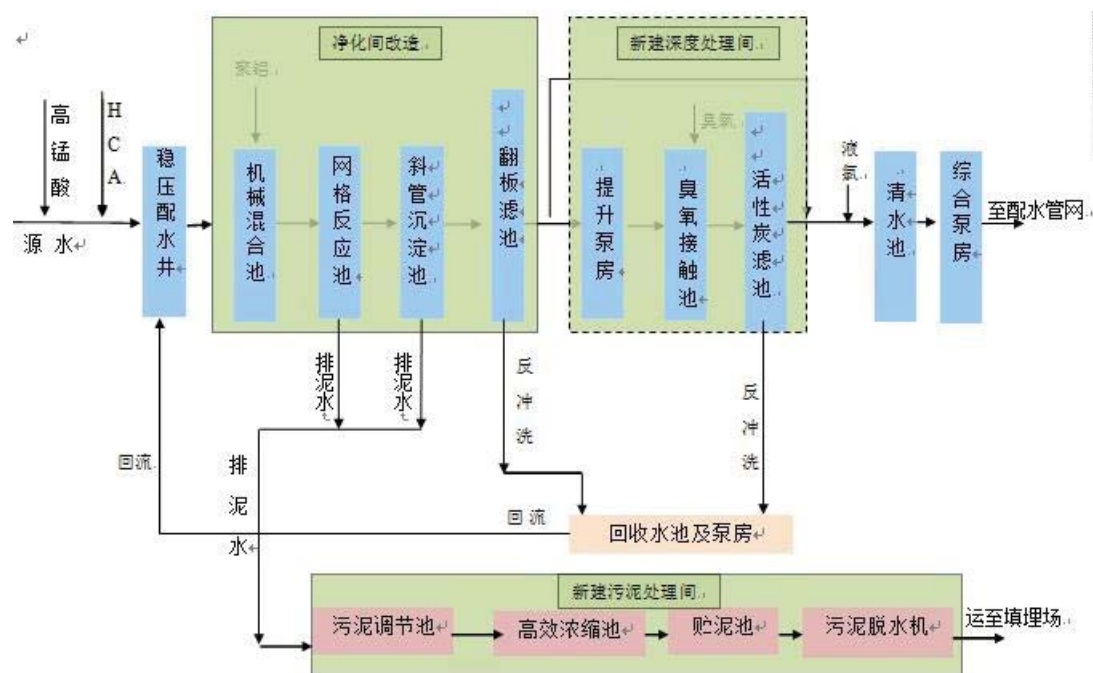 净化间改造
新建深度处理间
聚铝
臭氧
高锰酸
HCA
源水
稳压配水井
机械混合池
网格反应池
斜管沉淀池
翻板滤池
提升泵房
臭氧接触池
活性炭滤池
液氯
清水池
综合泵房
至配水管网
排泥水
排泥水
反冲洗
反冲洗
回流
排泥水
回流
回收水池及泵房
新建污泥处理间
污泥调节池
高效浓缩池
贮泥池
污泥脱水机
运至填埋场